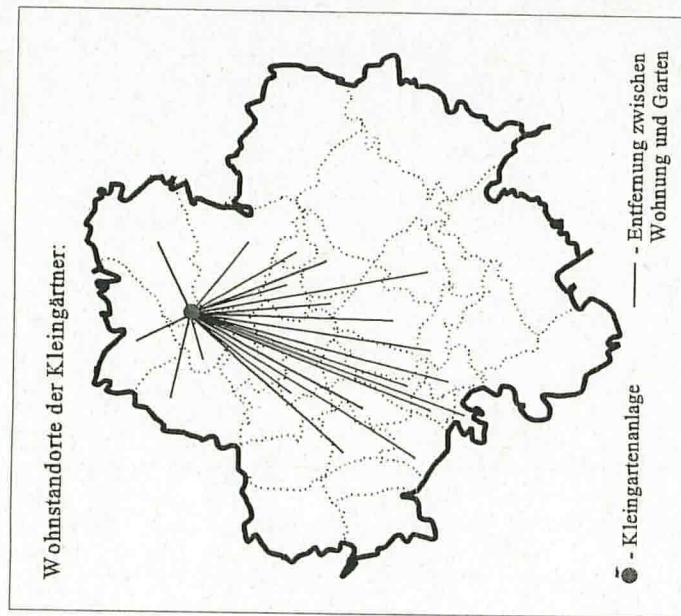 Wohnstandorte der Kleingärtner:
- Kleingartenanlage
- Entfernung zwischen
Wohnung und Garten